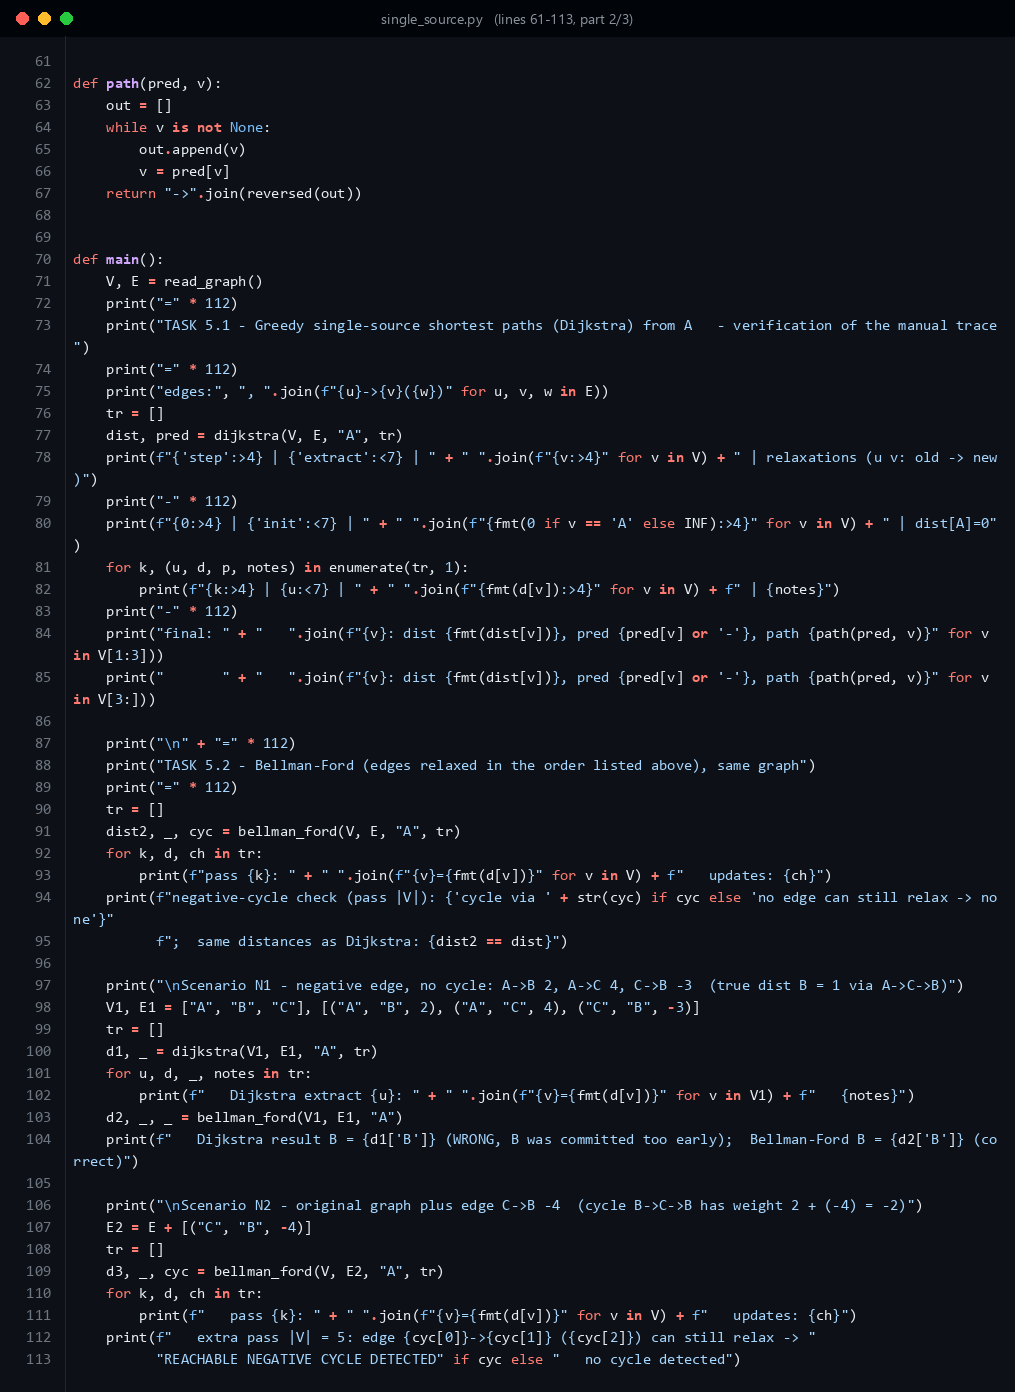 single_source.py   (lines 61-113, part 2/3)
61
62 def path(pred, v):
63     out = []
64     while v is not None:
65         out.append(v)
66         v = pred[v]
67     return "->".join(reversed(out))
68
69
70 def main():
71     V, E = read_graph()
72     print("=" * 112)
73     print("TASK 5.1 - Greedy single-source shortest paths (Dijkstra) from A   - verification of the manual trace
")
74     print("=" * 112)
75     print("edges:", ", ".join(f"{u}->{v}({w})" for u, v, w in E))
76     tr = []
77     dist, pred = dijkstra(V, E, "A", tr)
78     print(f"{'step':>4} | {'extract':<7} | " + " ".join(f"{v:>4}" for v in V) + " | relaxations (u v: old -> new
)")
79     print("-" * 112)
80     print(f"{0:>4} | {'init':<7} | " + " ".join(f"{fmt(0 if v == 'A' else INF):>4}" for v in V) + " | dist[A]=0"
)
81     for k, (u, d, p, notes) in enumerate(tr, 1):
82         print(f"{k:>4} | {u:<7} | " + " ".join(f"{fmt(d[v]):>4}" for v in V) + f" | {notes}")
83     print("-" * 112)
84     print("final: " + "   ".join(f"{v}: dist {fmt(dist[v])}, pred {pred[v] or '-'}, path {path(pred, v)}" for v
in V[1:3]))
85     print("       " + "   ".join(f"{v}: dist {fmt(dist[v])}, pred {pred[v] or '-'}, path {path(pred, v)}" for v
in V[3:]))
86
87     print("\n" + "=" * 112)
88     print("TASK 5.2 - Bellman-Ford (edges relaxed in the order listed above), same graph")
89     print("=" * 112)
90     tr = []
91     dist2, _, cyc = bellman_ford(V, E, "A", tr)
92     for k, d, ch in tr:
93         print(f"pass {k}: " + " ".join(f"{v}={fmt(d[v])}" for v in V) + f"   updates: {ch}")
94     print(f"negative-cycle check (pass |V|): {'cycle via ' + str(cyc) if cyc else 'no edge can still relax -> no
ne'}"
95           f";  same distances as Dijkstra: {dist2 == dist}")
96
97     print("\nScenario N1 - negative edge, no cycle: A->B 2, A->C 4, C->B -3  (true dist B = 1 via A->C->B)")
98     V1, E1 = ["A", "B", "C"], [("A", "B", 2), ("A", "C", 4), ("C", "B", -3)]
99     tr = []
100     d1, _ = dijkstra(V1, E1, "A", tr)
101     for u, d, _, notes in tr:
102         print(f"   Dijkstra extract {u}: " + " ".join(f"{v}={fmt(d[v])}" for v in V1) + f"   {notes}")
103     d2, _, _ = bellman_ford(V1, E1, "A")
104     print(f"   Dijkstra result B = {d1['B']} (WRONG, B was committed too early);  Bellman-Ford B = {d2['B']} (co
rrect)")
105
106     print("\nScenario N2 - original graph plus edge C->B -4  (cycle B->C->B has weight 2 + (-4) = -2)")
107     E2 = E + [("C", "B", -4)]
108     tr = []
109     d3, _, cyc = bellman_ford(V, E2, "A", tr)
110     for k, d, ch in tr:
111         print(f"   pass {k}: " + " ".join(f"{v}={fmt(d[v])}" for v in V) + f"   updates: {ch}")
112     print(f"   extra pass |V| = 5: edge {cyc[0]}->{cyc[1]} ({cyc[2]}) can still relax -> "
113           "REACHABLE NEGATIVE CYCLE DETECTED" if cyc else "   no cycle detected")